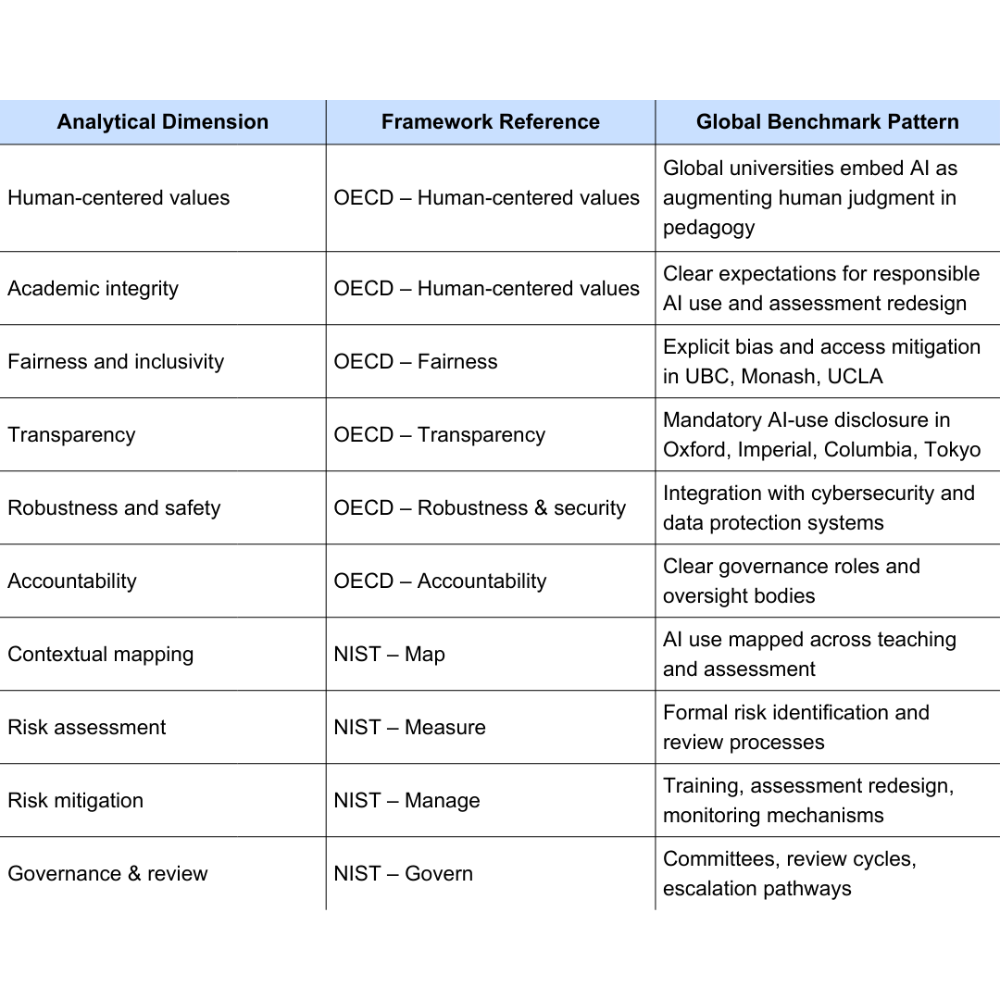 Analytical Dimension
Framework Reference
Global Benchmark Pattern
Human-centered values
OECD – Human-centered values
Global universities embed AI as
augmenting human judgment in
pedagogy
Academic integrity
OECD – Human-centered values
Clear expectations for responsible
AI use and assessment redesign
Fairness and inclusivity
OECD – Fairness
Explicit bias and access mitigation
in UBC, Monash, UCLA
Transparency
OECD – Transparency
Mandatory AI-use disclosure in
Oxford, Imperial, Columbia, Tokyo
Robustness and safety
OECD – Robustness & security
Integration with cybersecurity and
data protection systems
Accountability
OECD – Accountability
Clear governance roles and
oversight bodies
Contextual mapping
NIST – Map
AI use mapped across teaching
and assessment
Risk assessment
NIST – Measure
Formal risk identification and
review processes
Risk mitigation
NIST – Manage
Training, assessment redesign,
monitoring mechanisms
Governance & review
NIST – Govern
Committees, review cycles,
escalation pathways